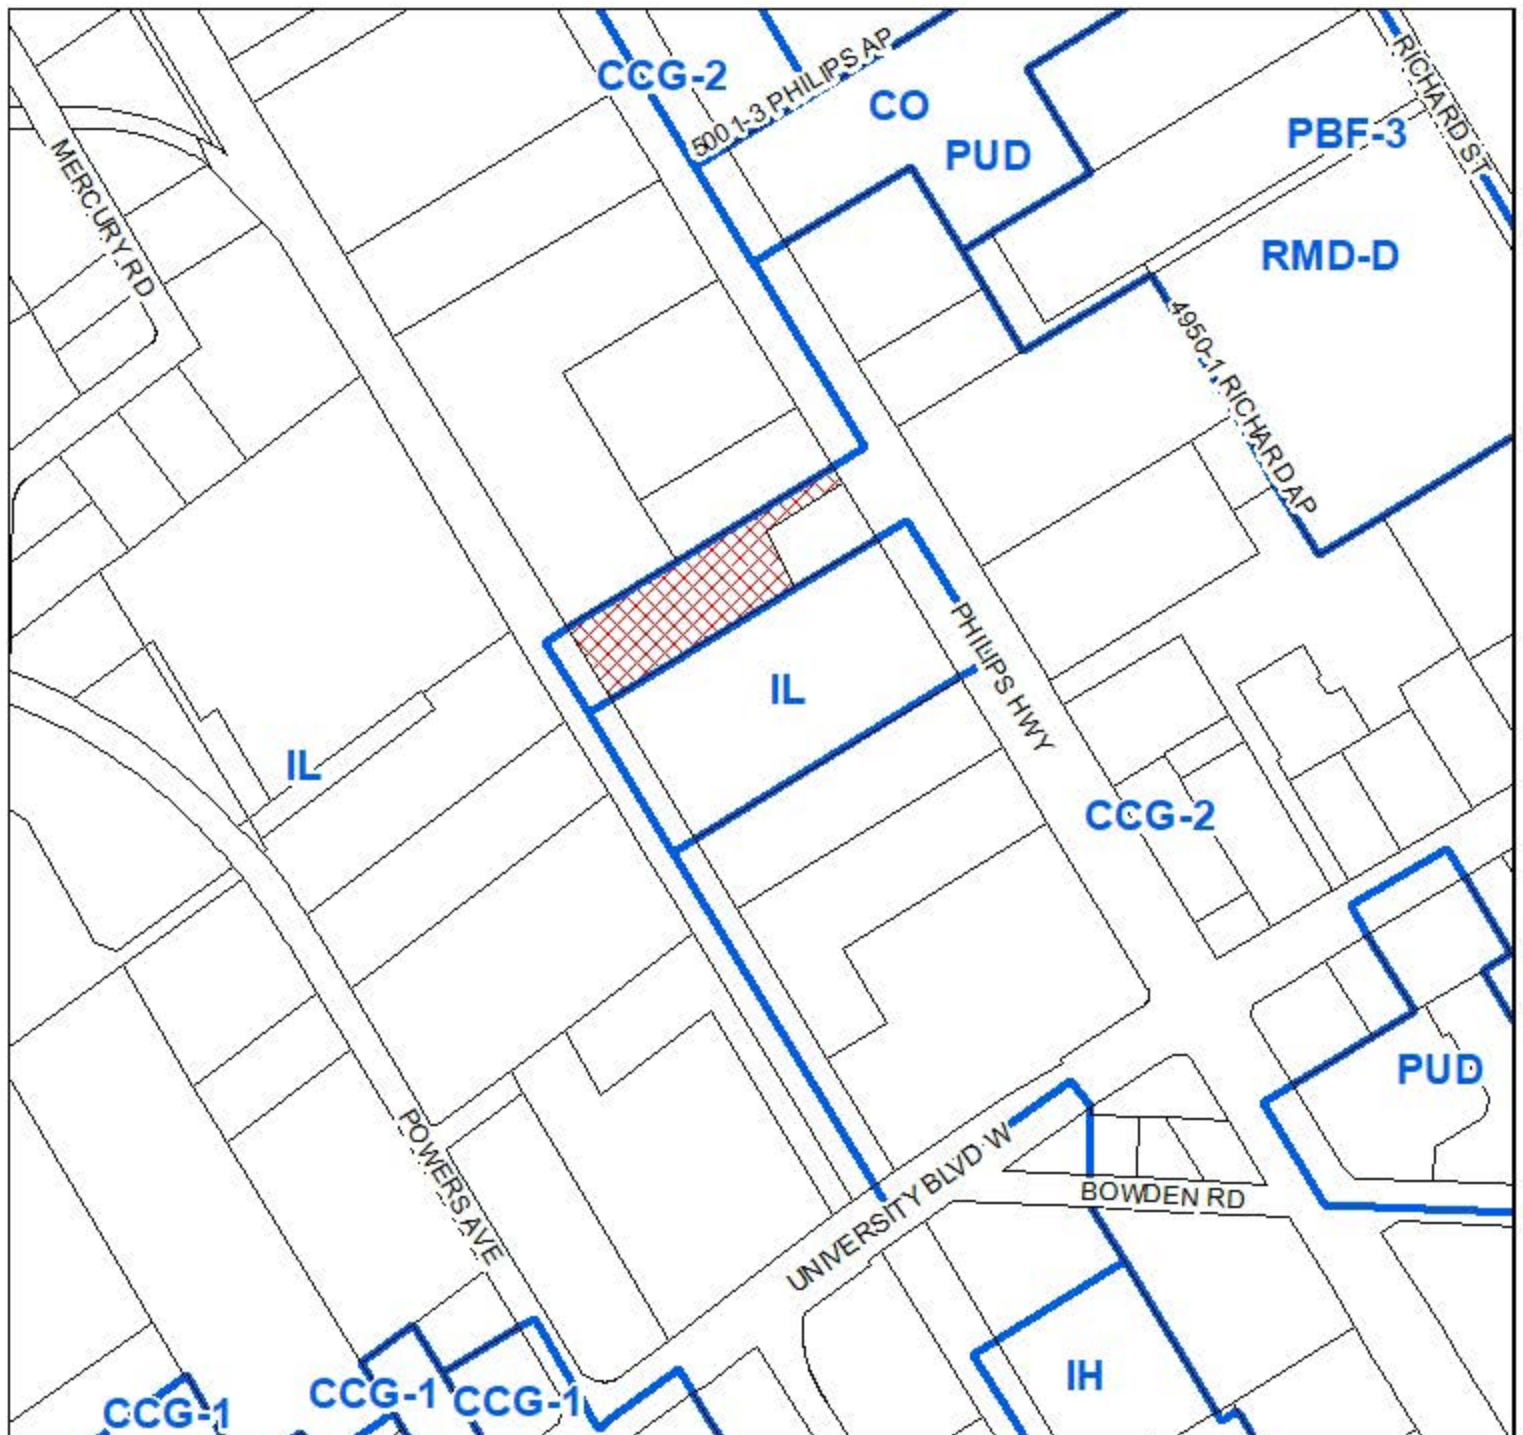 CCG-2
500 1-3 PHILIPS AP
CO
PUD
PBF-3
RICHARD ST
MERCURY RD
RMD-D
4950-1 RICHARD AP
PHILIPS HWY
IL
IL
CCG-2
PUD
POWERS AVE
UNIVERSITY BLVD W
BOWDEN RD
IH
CCG-1
CCG-1
CCG-1